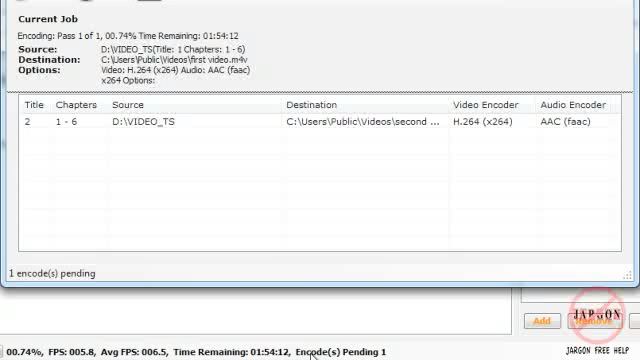 Current Job
Encoding: Pass 1 of 1, 00.74% Time Remaining: 01:54:12
Source: D:\VIDEO_TS(Title: 1 Chapters: 1 - 6)
Destination: C:\Users\Public\Videos\first video.m4v
Options: Video: H.264 (x264) Audio: AAC (faac)
x264 Options:
Title Chapters Source Destination Video Encoder Audio Encoder
2 1 - 6 D:\VIDEO_TS C:\Users\Public\Videos\second ... H.264 (x264) AAC (faac)
1 encode(s) pending
Add Remove
JARGON
00.74%, FPS: 005.8, Avg FPS: 006.5, Time Remaining: 01:54:12, Encode(s) Pending 1
JARGON FREE HELP